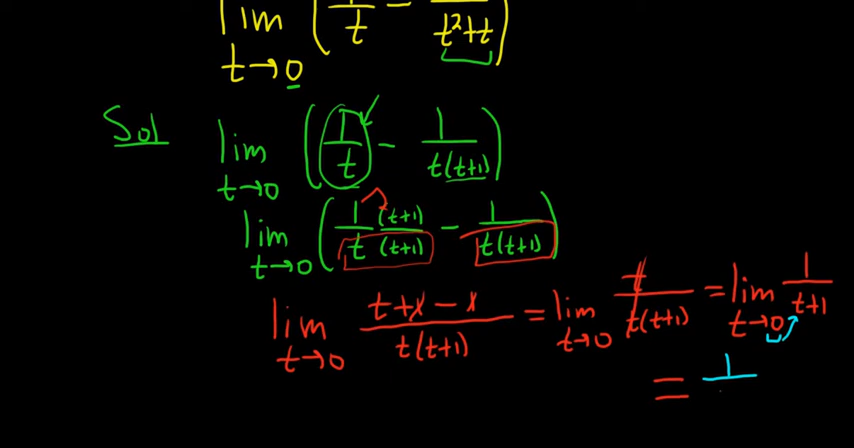 lim t→0 (1/t − 1/(t²+t))
Sol lim t→0 (1/t − 1/(t(t+1)))
lim t→0 (1/t (t+1)/(t+1) − 1/(t(t+1)))
lim t→0 (t+1−1)/(t(t+1)) = lim t→0 t/(t(t+1)) = lim t→0 1/(t+1)
= 1/